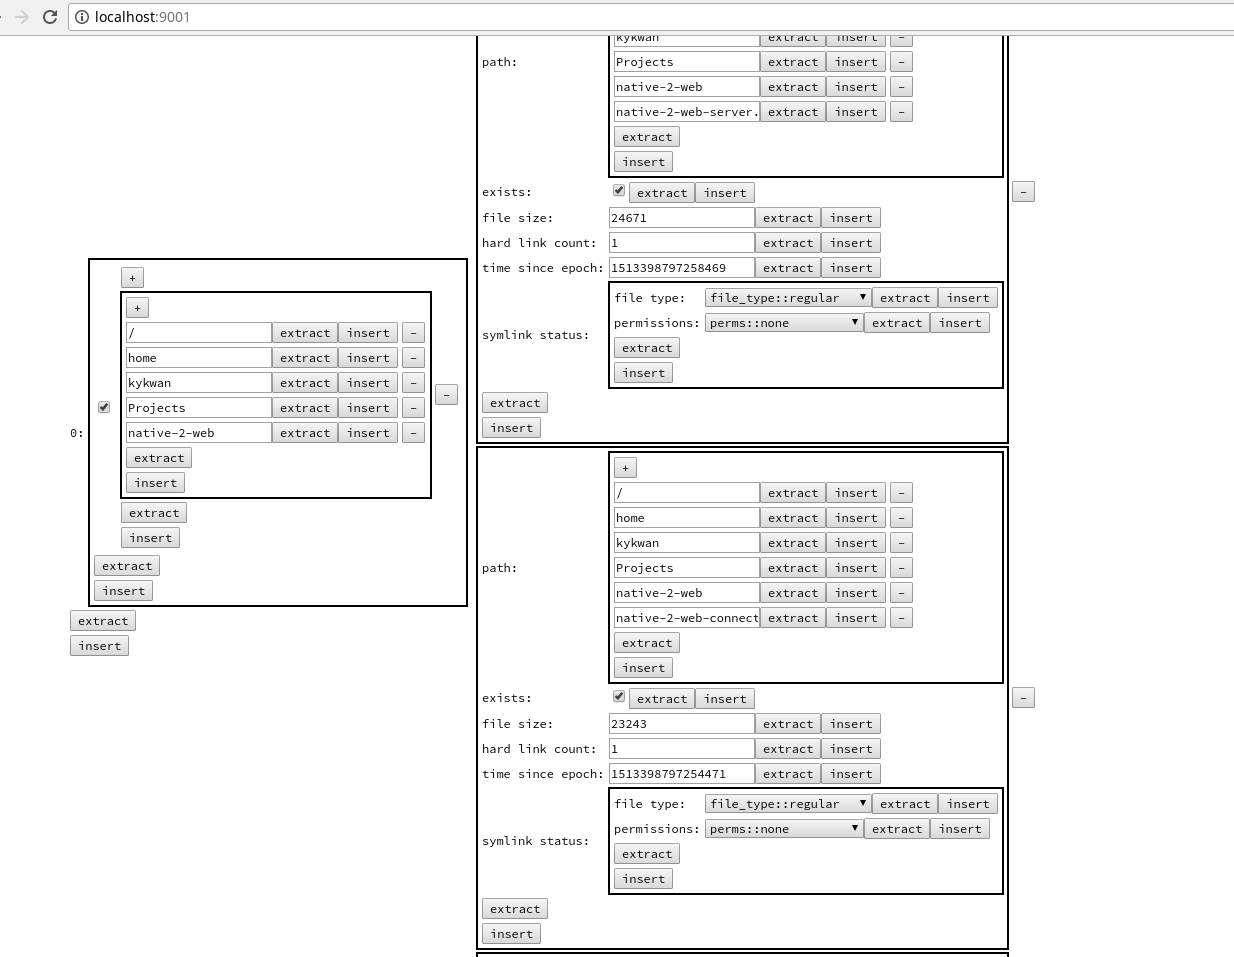 localhost:9001
+
+
/ extract insert -
home extract insert -
kykwan extract insert -
Projects extract insert -
native-2-web extract insert -
extract
insert
-
extract
insert
extract
insert
0:
extract
insert
path:
kykwan extract insert -
Projects extract insert -
native-2-web extract insert -
native-2-web-server. extract insert -
extract
insert
exists: extract insert
file size: 24671 extract insert
hard link count: 1 extract insert
time since epoch: 1513398797258469 extract insert
symlink status:
file type: file_type::regular extract insert
permissions: perms::none extract insert
extract
insert
extract
insert
-
path:
+
/ extract insert -
home extract insert -
kykwan extract insert -
Projects extract insert -
native-2-web extract insert -
native-2-web-connect extract insert -
extract
insert
exists: extract insert
file size: 23243 extract insert
hard link count: 1 extract insert
time since epoch: 1513398797254471 extract insert
symlink status:
file type: file_type::regular extract insert
permissions: perms::none extract insert
extract
insert
extract
insert
-